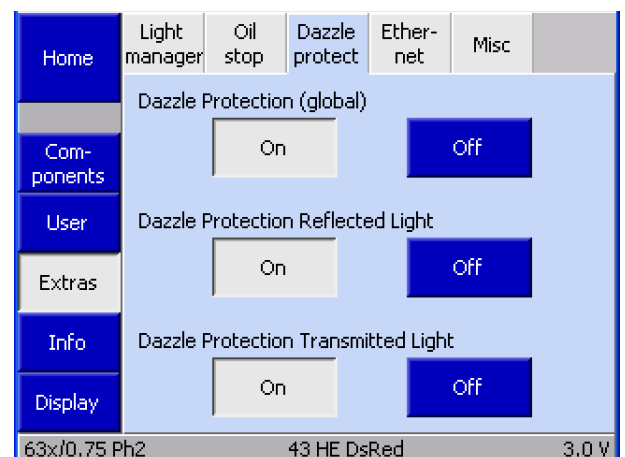 Home
Light manager
Oil stop
Dazzle protect
Ether-
net
Misc
Dazzle Protection (global)
On
Off
Com-
ponents
User
Dazzle Protection Reflected Light
On
Off
Extras
Info
Dazzle Protection Transmitted Light
On
Off
Display
63x/0.75 Ph2
43 HE DsRed
3.0 V